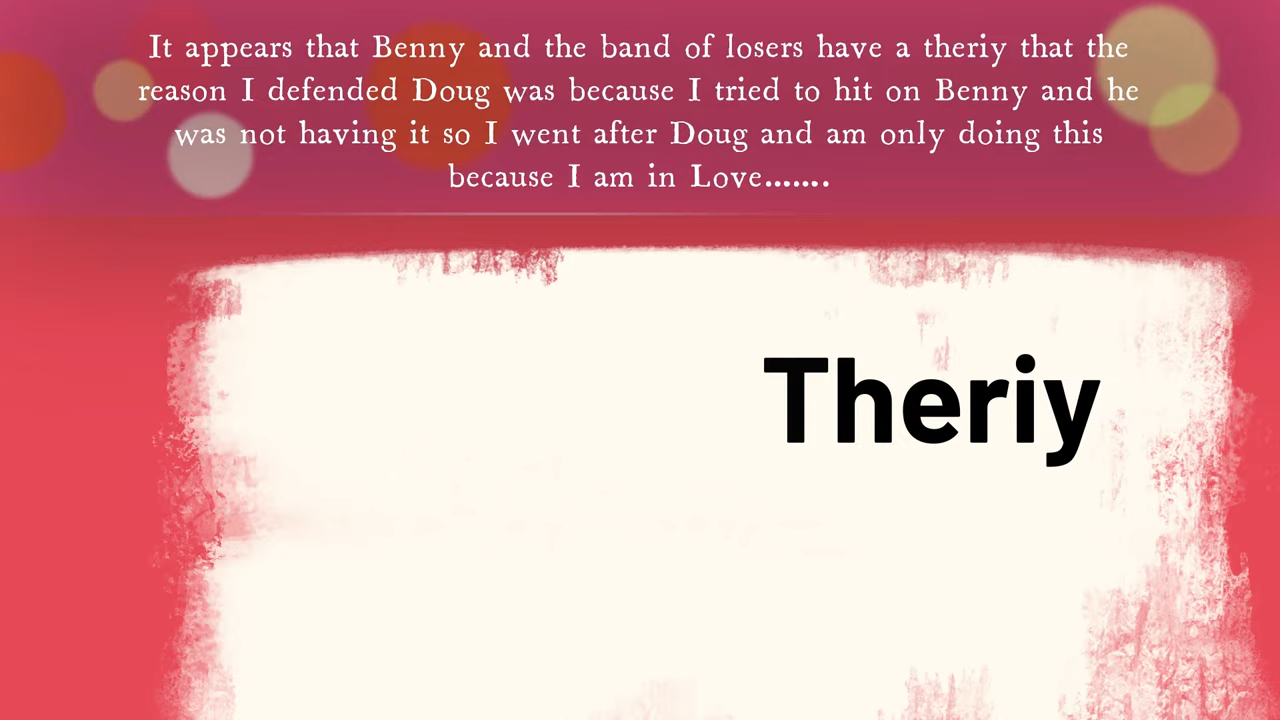 It appears that Benny and the band of losers have a theriy that the
reason I defended Doug was because I tried to hit on Benny and he
was not having it so I went after Doug and am only doing this
because I am in Love.......
Theriy